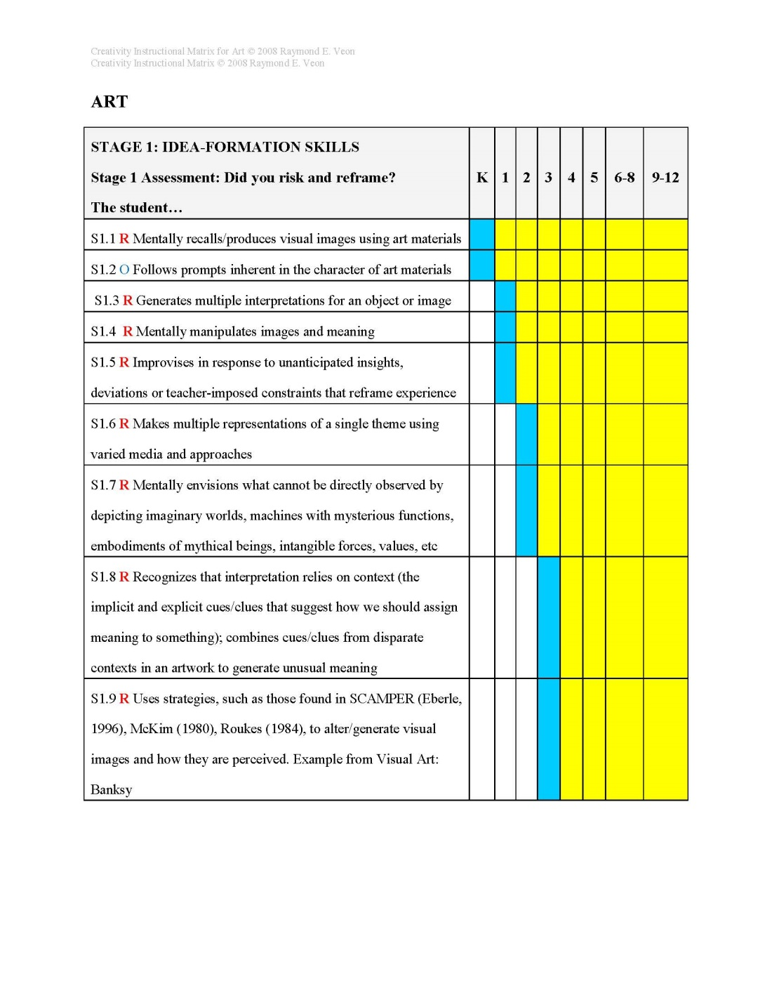 Creativity Instructional Matrix for Art © 2008 Raymond E. Veon
Creativity Instructional Matrix © 2008 Raymond E. Veon
ART
STAGE 1: IDEA-FORMATION SKILLS
Stage 1 Assessment: Did you risk and reframe?
The student…
K 1 2 3 4 5 6-8 9-12
S1.1 R Mentally recalls/produces visual images using art materials
S1.2 O Follows prompts inherent in the character of art materials
S1.3 R Generates multiple interpretations for an object or image
S1.4 R Mentally manipulates images and meaning
S1.5 R Improvises in response to unanticipated insights,
deviations or teacher-imposed constraints that reframe experience
S1.6 R Makes multiple representations of a single theme using
varied media and approaches
S1.7 R Mentally envisions what cannot be directly observed by
depicting imaginary worlds, machines with mysterious functions,
embodiments of mythical beings, intangible forces, values, etc
S1.8 R Recognizes that interpretation relies on context (the
implicit and explicit cues/clues that suggest how we should assign
meaning to something); combines cues/clues from disparate
contexts in an artwork to generate unusual meaning
S1.9 R Uses strategies, such as those found in SCAMPER (Eberle,
1996), McKim (1980), Roukes (1984), to alter/generate visual
images and how they are perceived. Example from Visual Art:
Banksy